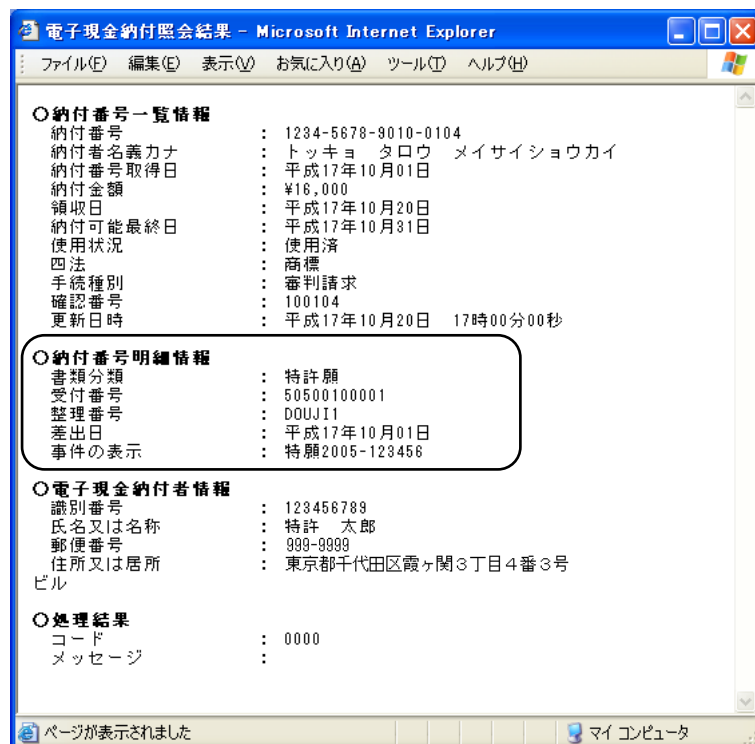 電子現金納付照会結果 - Microsoft Internet Explorer
ファイル(F) 編集(E) 表示(V) お気に入り(A) ツール(T) ヘルプ(H)
○納付番号一覧情報
納付番号 : 1234-5678-9010-0104
納付者名義カナ : トッキョ タロウ メイサイショウカイ
納付番号取得日 : 平成17年10月01日
納付金額 : ¥16,000
領収日 : 平成17年10月20日
納付可能最終日 : 平成17年10月31日
使用状況 : 使用済
四法 : 商標
手続種別 : 審判請求
確認番号 : 100104
更新日時 : 平成17年10月20日 17時00分00秒
○納付番号明細情報
書類分類 : 特許願
受付番号 : 50500100001
整理番号 : DOUJI1
差出日 : 平成17年10月01日
事件の表示 : 特願2005-123456
○電子現金納付者情報
識別番号 : 123456789
氏名又は名称 : 特許 太郎
郵便番号 : 999-9999
住所又は居所 : 東京都千代田区霞ヶ関3丁目4番3号
ビル
○処理結果
コード : 0000
メッセージ :
ページが表示されました マイ コンピュータ